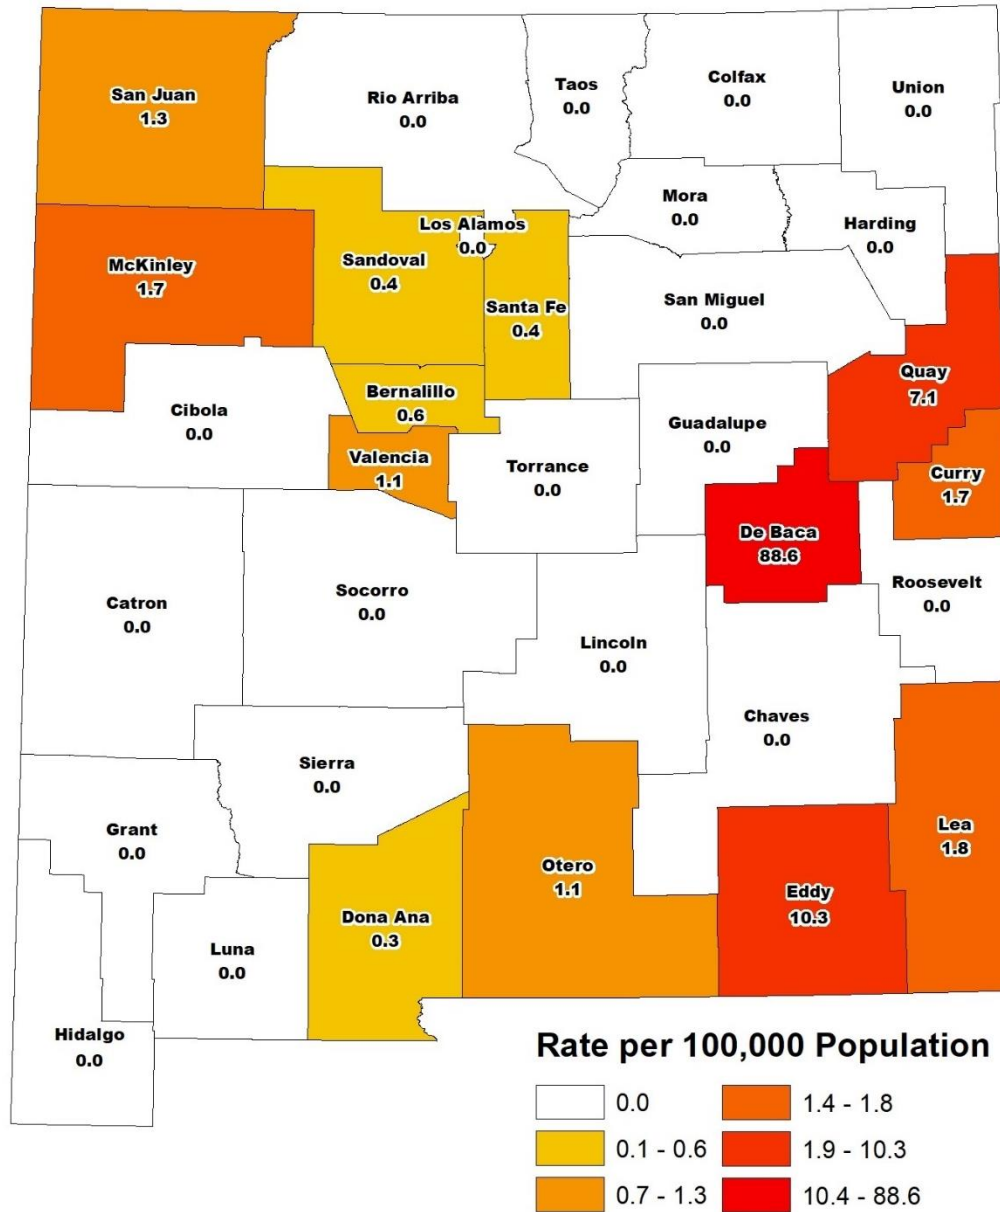 San Juan
1.3
Rio Arriba
0.0
Taos
0.0
Colfax
0.0
Union
0.0
Mora
0.0
Harding
0.0
Los Alamos
0.0
McKinley
1.7
Sandoval
0.4
Santa Fe
0.4
San Miguel
0.0
Quay
7.1
Bernalillo
0.6
Cibola
0.0
Guadalupe
0.0
Valencia
1.1
Torrance
0.0
Curry
1.7
De Baca
88.6
Roosevelt
0.0
Catron
0.0
Socorro
0.0
Lincoln
0.0
Chaves
0.0
Sierra
0.0
Grant
0.0
Otero
1.1
Lea
1.8
Eddy
10.3
Dona Ana
0.3
Luna
0.0
Hidalgo
0.0
Rate per 100,000 Population
0.0
0.1 - 0.6
0.7 - 1.3
1.4 - 1.8
1.9 - 10.3
10.4 - 88.6